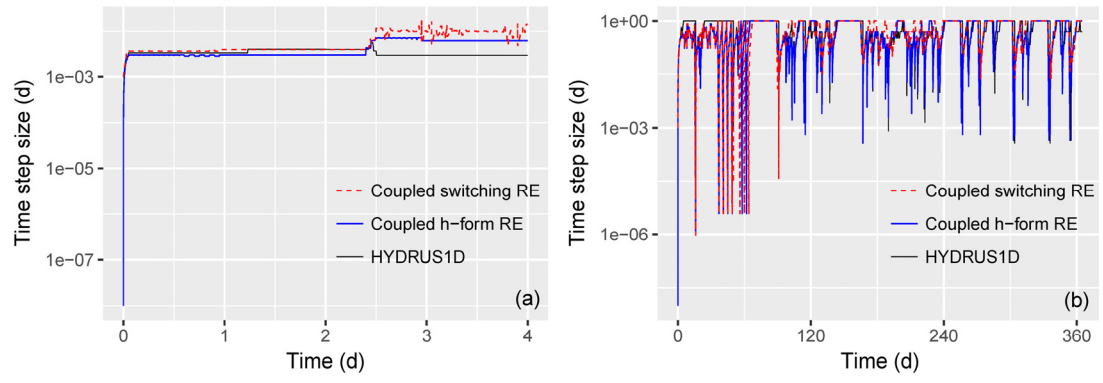 Time step size (d)
1e−03
1e−05
1e−07
Coupled switching RE
Coupled h−form RE
HYDRUS1D
(a)
0 1 2 3 4
Time (d)
Time step size (d)
1e+00
1e−03
1e−06
Coupled switching RE
Coupled h−form RE
HYDRUS1D
(b)
0 120 240 360
Time (d)